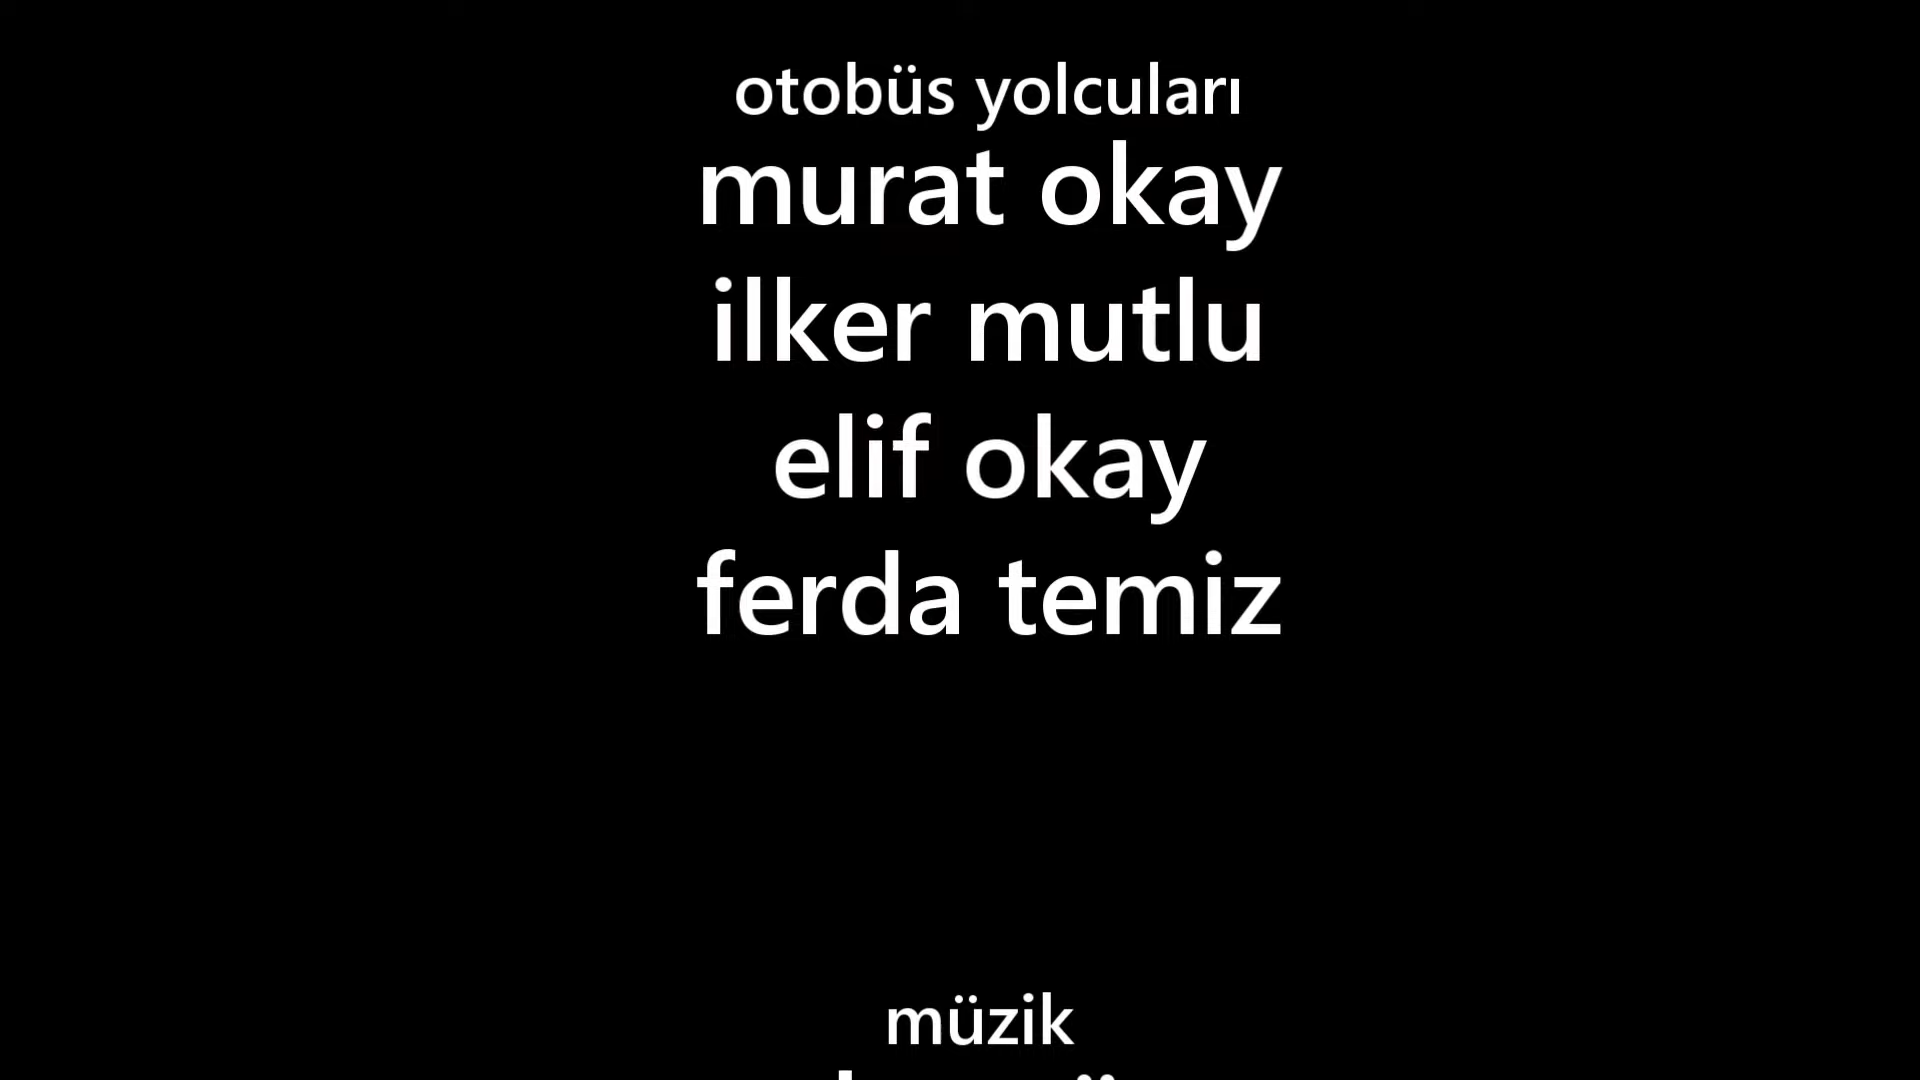 otobüs yolcuları
murat okay
ilker mutlu
elif okay
ferda temiz
müzik